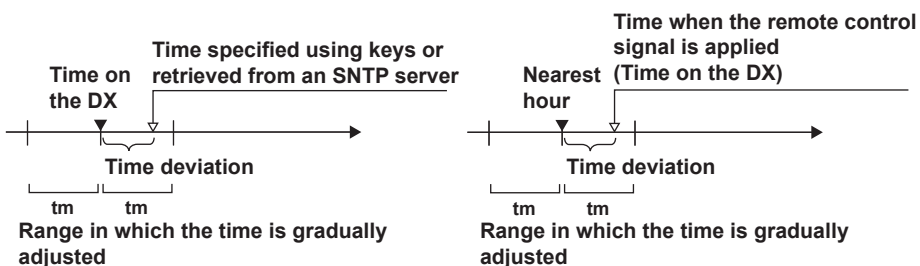 Time on
the DX
Time specified using keys or
retrieved from an SNTP server
Time deviation
tm
tm
Range in which the time is gradually
adjusted
Nearest
hour
Time when the remote control
signal is applied
(Time on the DX)
Time deviation
tm
tm
Range in which the time is gradually
adjusted